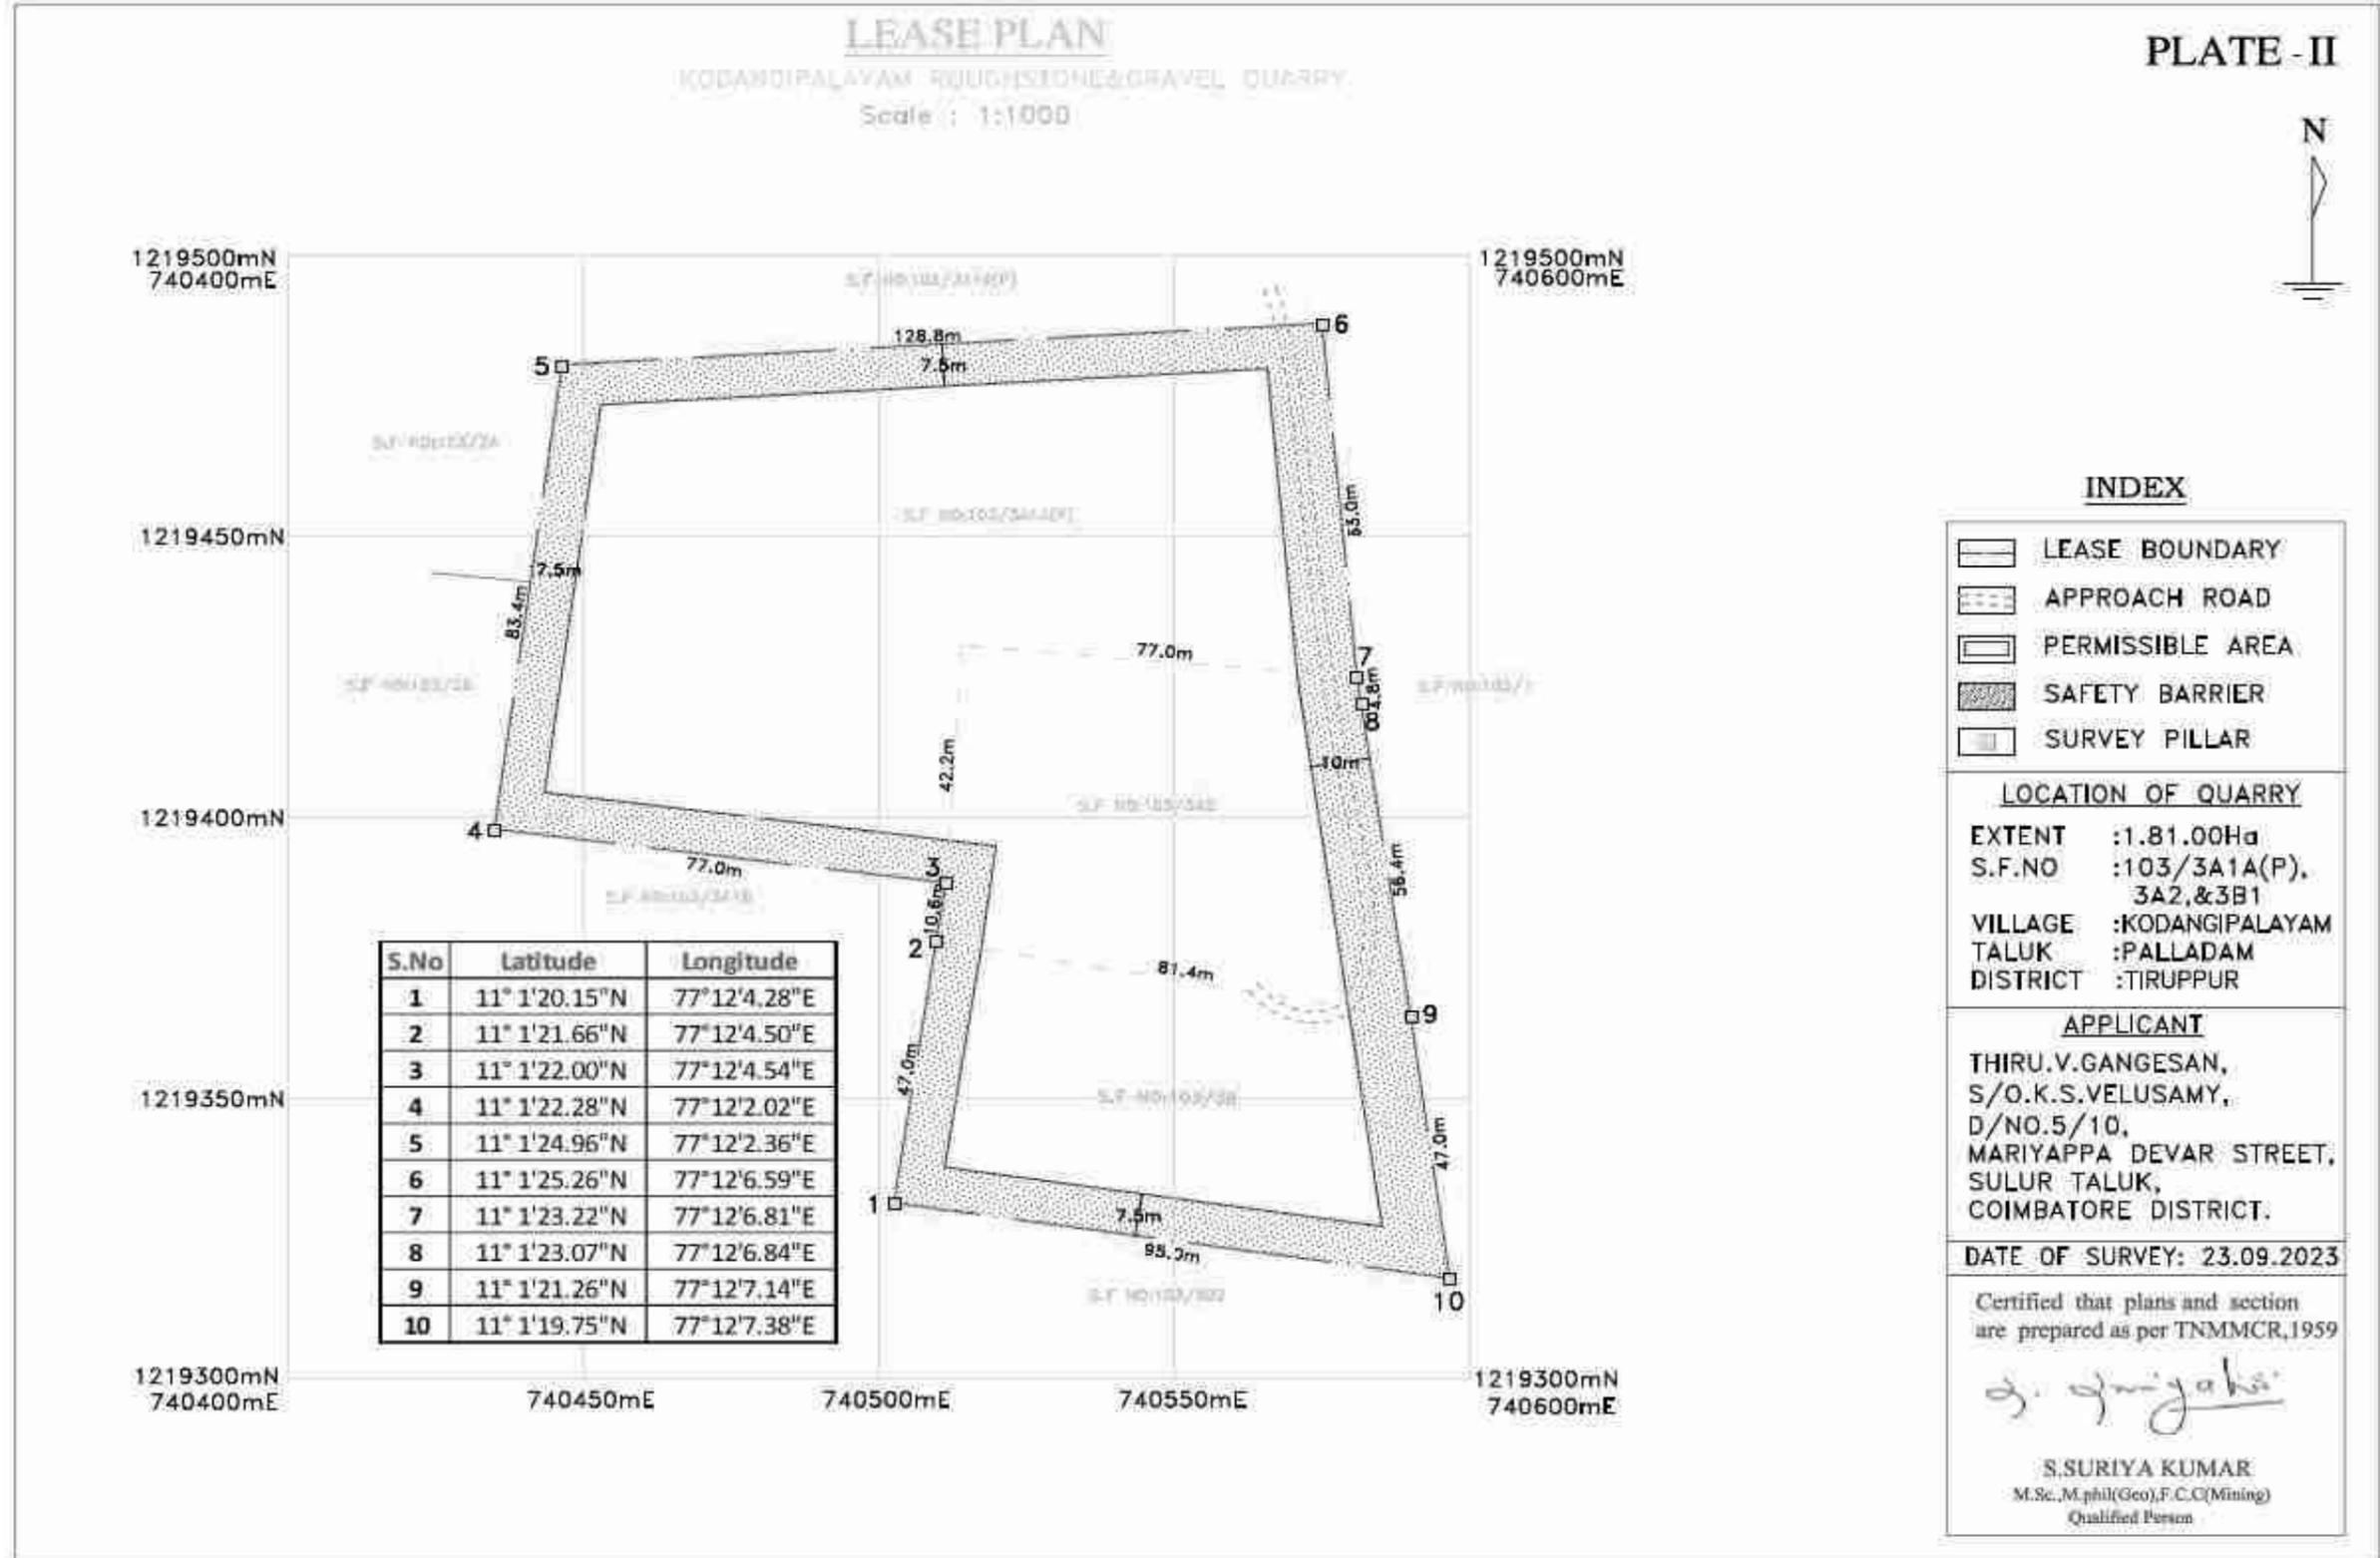 LEASE PLAN
KODANGIPALAYAM ROUGHSTONE&GRAVEL QUARRY
Scale : 1:1000
PLATE - II
N
1219500mN
740400mE
1219500mN
740600mE
128.8m
7.5m
5
6
53.0m
1219450mN
7.5m
83.4m
77.0m
7
4.8m
8
10m
42.2m
1219400mN
4
77.0m
3
10.6m
2
56.4m
81.4m
9
47.0m
1219350mN
47.0m
1
7.5m
10
1219300mN
740400mE
740450mE
740500mE
740550mE
1219300mN
740600mE
S.No Latitude Longitude
1 11° 1'20.15"N 77°12'4.28"E
2 11° 1'21.66"N 77°12'4.50"E
3 11° 1'22.00"N 77°12'4.54"E
4 11° 1'22.28"N 77°12'2.02"E
5 11° 1'24.96"N 77°12'2.36"E
6 11° 1'25.26"N 77°12'6.59"E
7 11° 1'23.22"N 77°12'6.81"E
8 11° 1'23.07"N 77°12'6.84"E
9 11° 1'21.26"N 77°12'7.14"E
10 11° 1'19.75"N 77°12'7.38"E
INDEX
LEASE BOUNDARY
APPROACH ROAD
PERMISSIBLE AREA
SAFETY BARRIER
SURVEY PILLAR
LOCATION OF QUARRY
EXTENT :1.81.00Ha
S.F.NO :103/3A1A(P),
3A2,&3B1
VILLAGE :KODANGIPALAYAM
TALUK :PALLADAM
DISTRICT :TIRUPPUR
APPLICANT
THIRU.V.GANGESAN,
S/O.K.S.VELUSAMY,
D/NO.5/10,
MARIYAPPA DEVAR STREET,
SULUR TALUK,
COIMBATORE DISTRICT.
DATE OF SURVEY: 23.09.2023
Certified that plans and section
are prepared as per TNMMCR,1959
S.SURIYA KUMAR
M.Sc.,M.phil(Geo),F.C.C(Mining)
Qualified Person